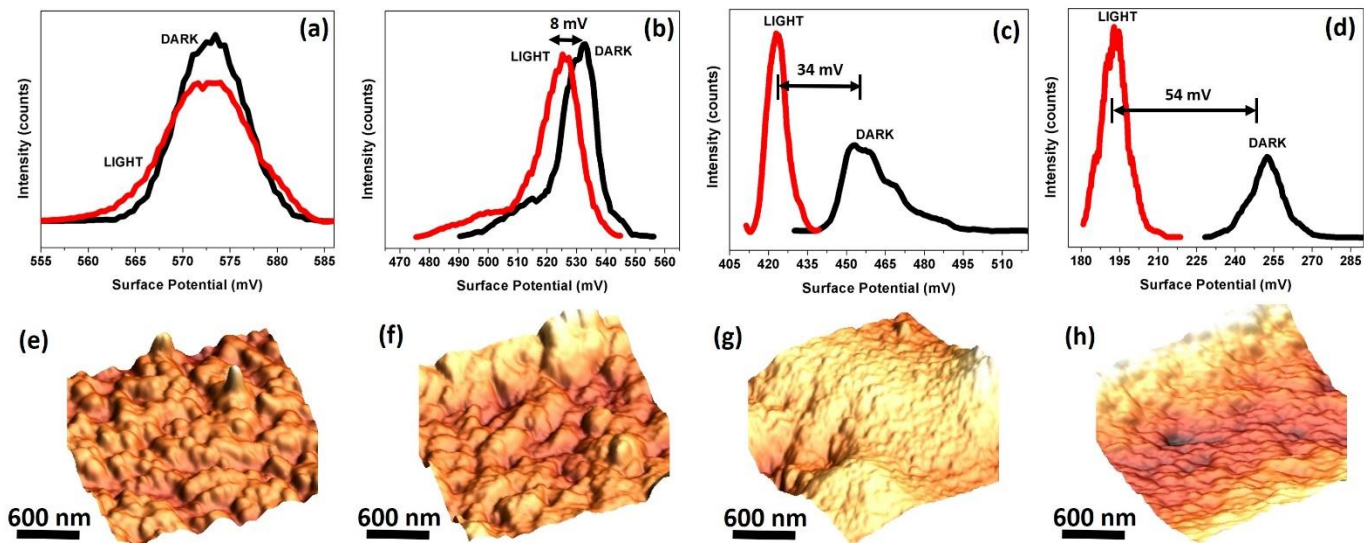 (a)
DARK
LIGHT
Intensity (counts)
555 560 565 570 575 580 585
Surface Potential (mV)
(b)
8 mV
LIGHT
DARK
Intensity (counts)
470 480 490 500 510 520 530 540 550 560
Surface Potential (mV)
(c)
LIGHT
34 mV
DARK
Intensity (counts)
405 420 435 450 465 480 495 510
Surface Potential (mV)
(d)
LIGHT
54 mV
DARK
Intensity (counts)
180 195 210 225 240 255 270 285
Surface Potential (mV)
(e)
600 nm
(f)
600 nm
(g)
600 nm
(h)
600 nm